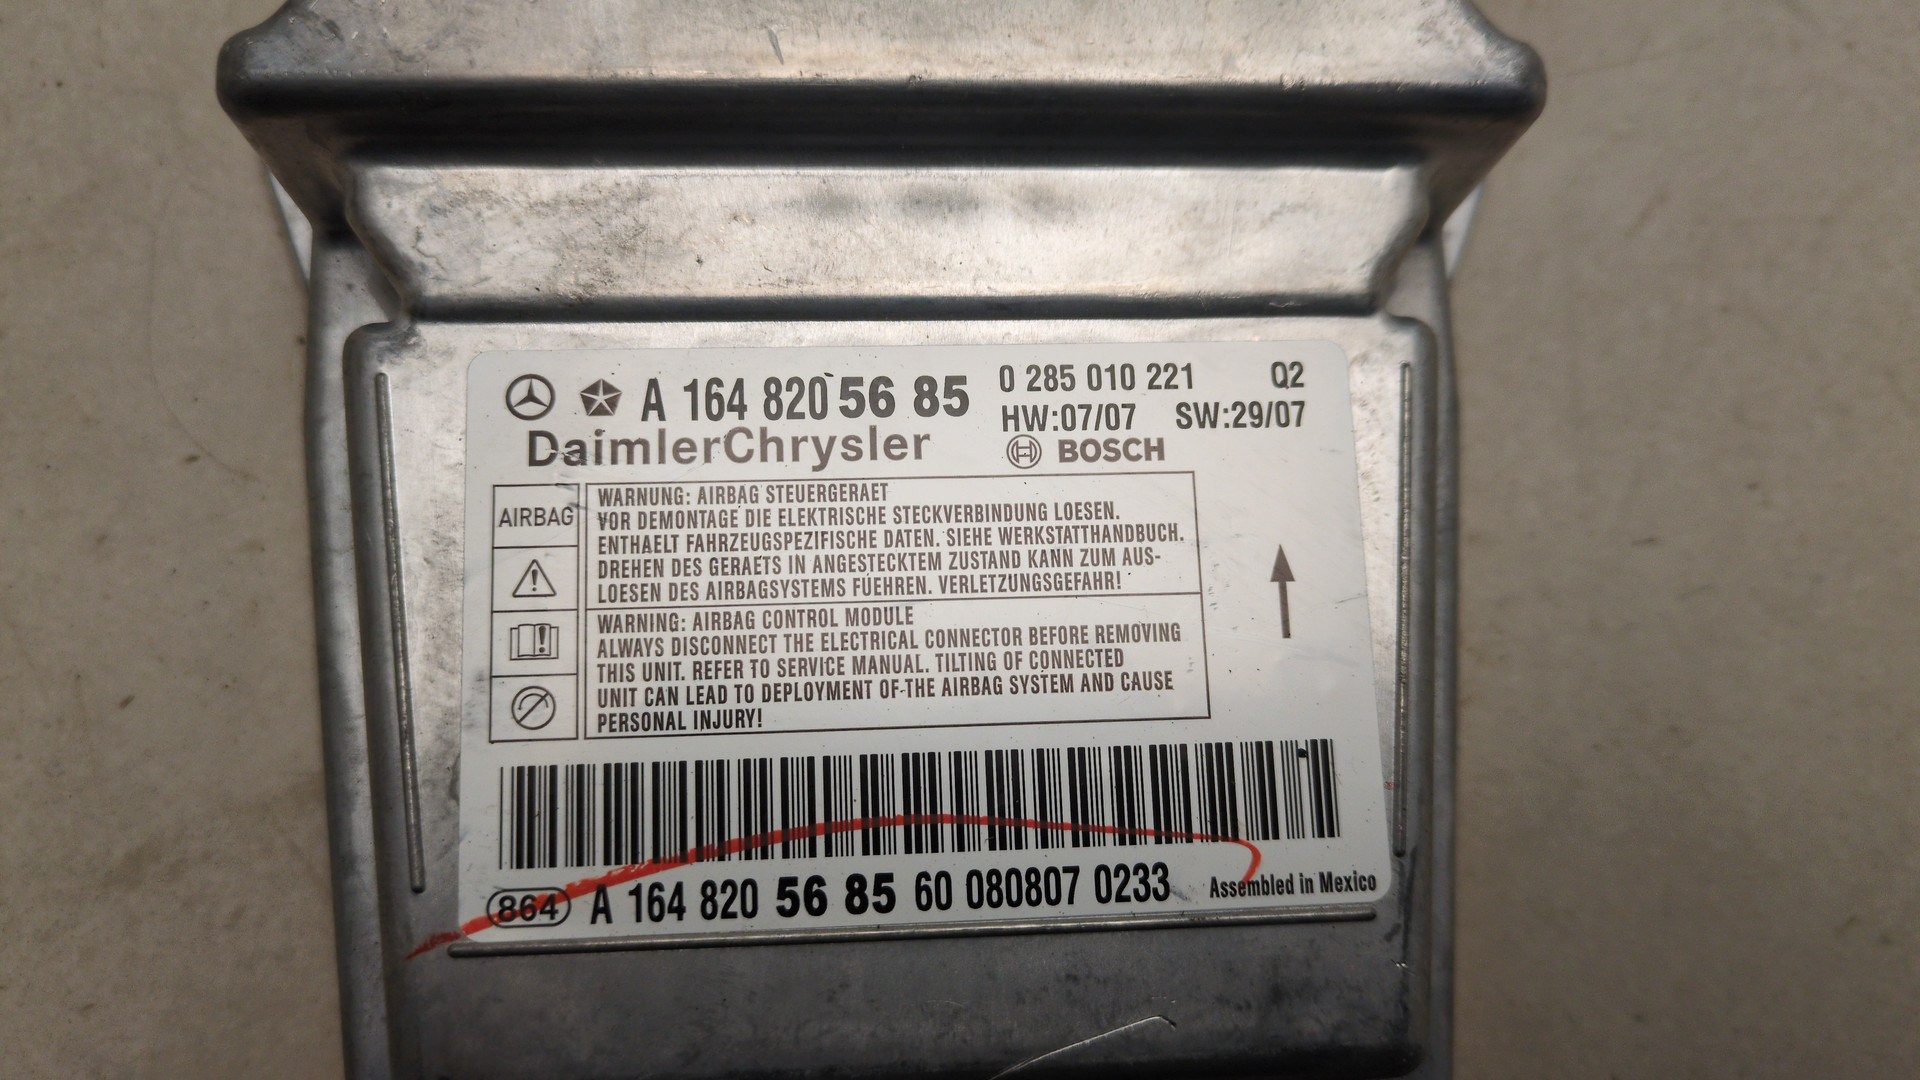 A 164 820 56 85
0 285 010 221 Q2
HW:07/07 SW:29/07
DaimlerChrysler
BOSCH
AIRBAG
WARNUNG: AIRBAG STEUERGERAET
VOR DEMONTAGE DIE ELEKTRISCHE STECKVERBINDUNG LOESEN.
ENTHAELT FAHRZEUGSPEZIFISCHE DATEN. SIEHE WERKSTATTHANDBUCH.
DREHEN DES GERAETS IN ANGESTECKTEM ZUSTAND KANN ZUM AUS-
LOESEN DES AIRBAGSYSTEMS FUEHREN. VERLETZUNGSGEFAHR!
WARNING: AIRBAG CONTROL MODULE
ALWAYS DISCONNECT THE ELECTRICAL CONNECTOR BEFORE REMOVING
THIS UNIT. REFER TO SERVICE MANUAL. TILTING OF CONNECTED
UNIT CAN LEAD TO DEPLOYMENT OF THE AIRBAG SYSTEM AND CAUSE
PERSONAL INJURY!
864 A 164 820 56 85 60 080807 0233 Assembled in Mexico